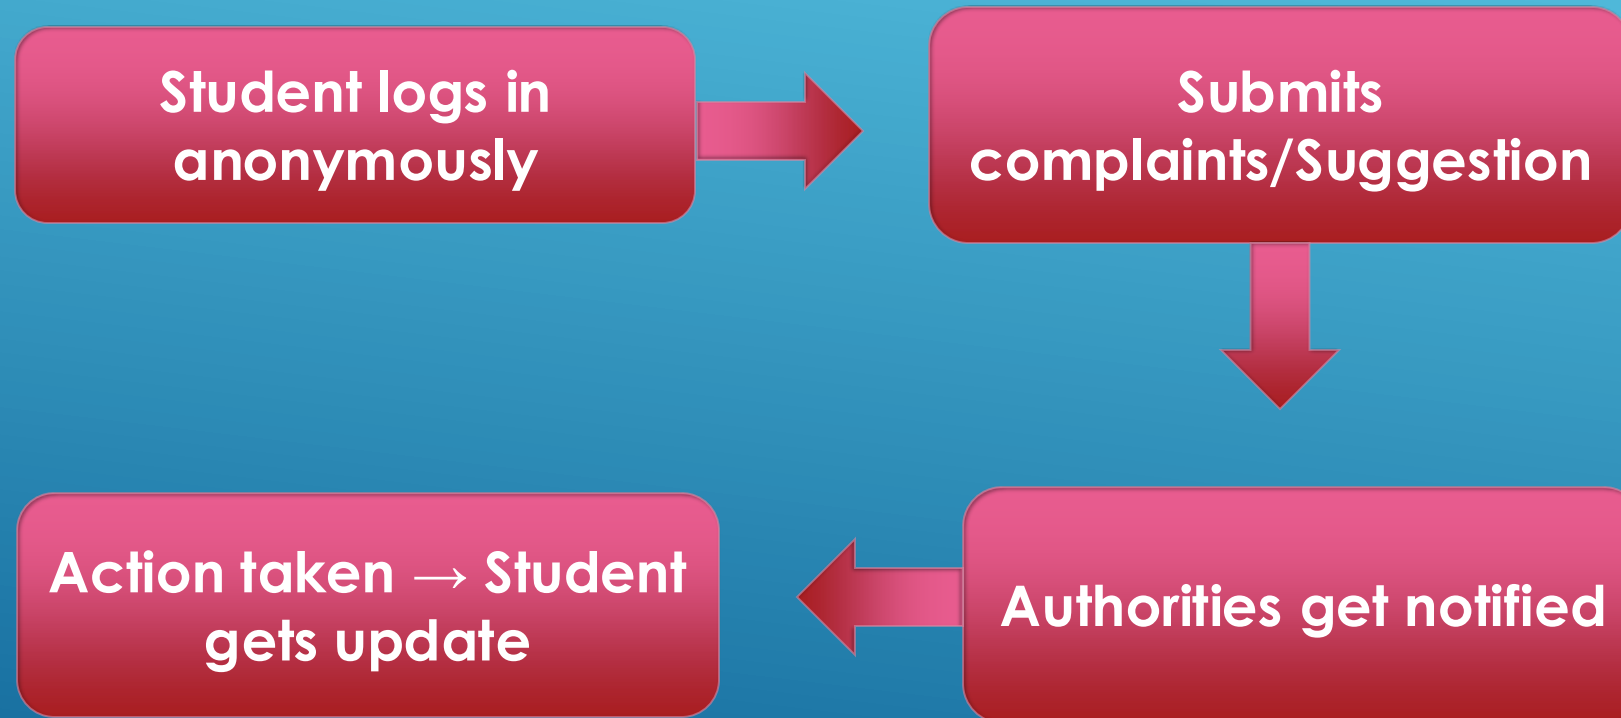 Student logs in
anonymously
Submits
complaints/Suggestion
Authorities get notified
Action taken → Student
gets update